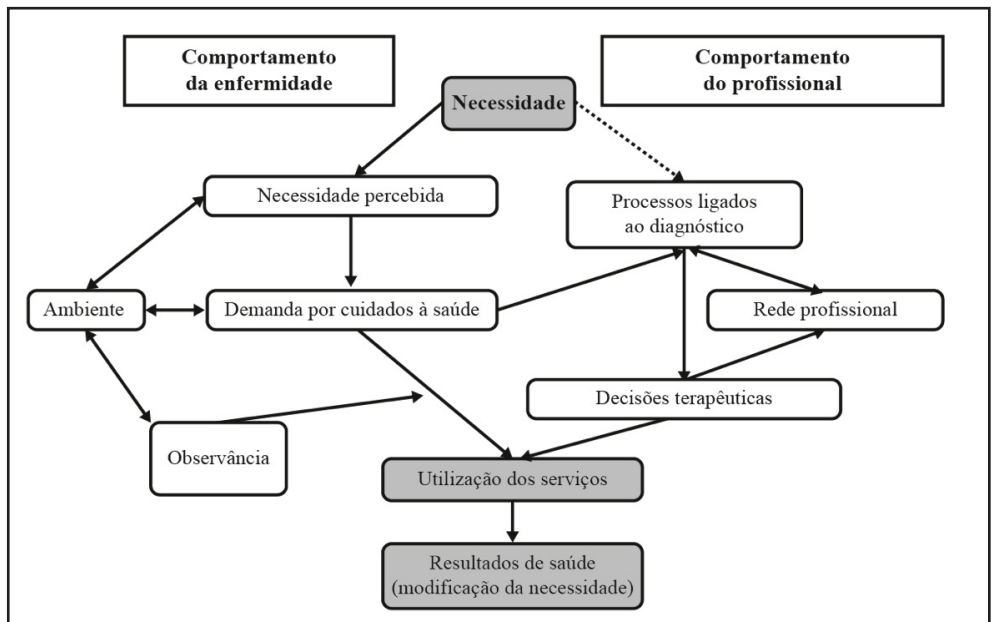 Comportamento
da enfermidade
Comportamento
do profissional
Necessidade
Necessidade percebida
Processos ligados
ao diagnóstico
Ambiente
Demanda por cuidados à saúde
Rede profissional
Decisões terapêuticas
Observância
Utilização dos serviços
Resultados de saúde
(modificação da necessidade)